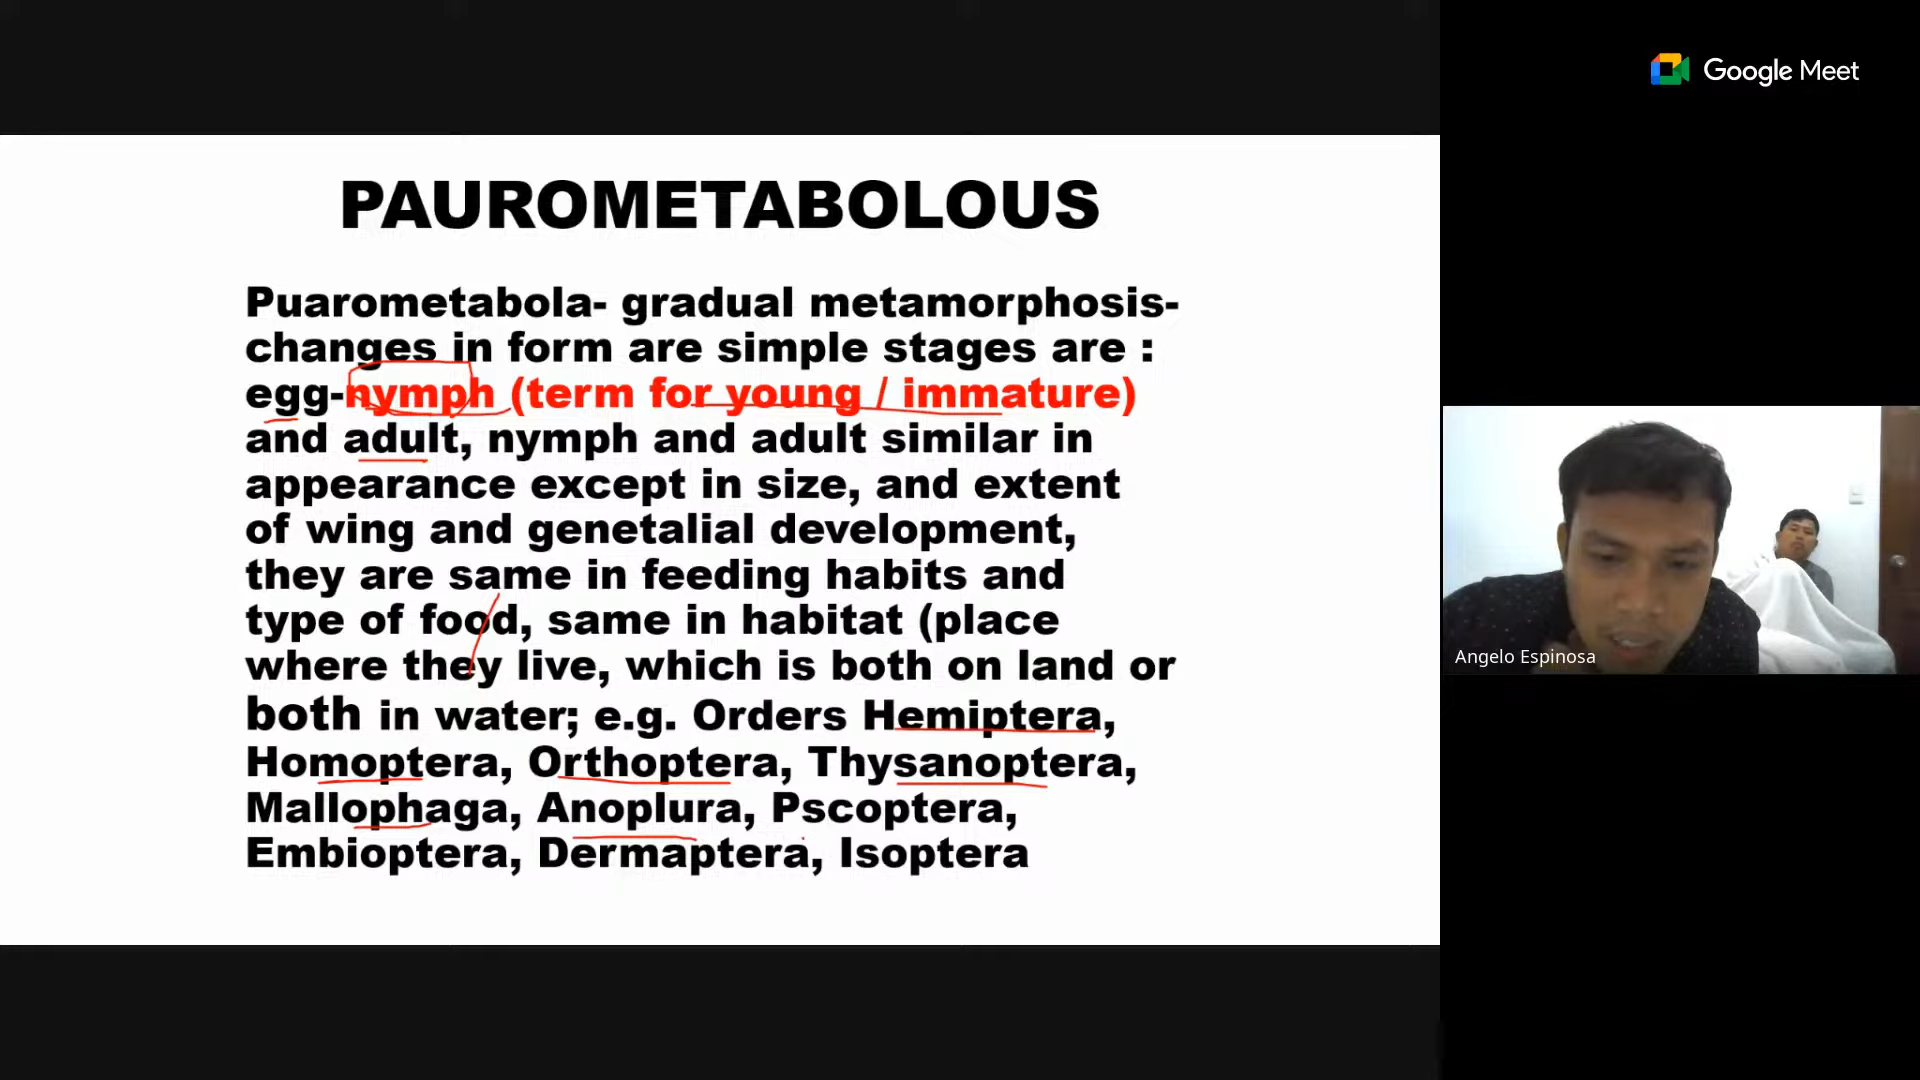 Google Meet
PAUROMETABOLOUS
Puarometabola- gradual metamorphosis-
changes in form are simple stages are :
egg-nymph (term for young / immature)
and adult, nymph and adult similar in
appearance except in size, and extent
of wing and genetalial development,
they are same in feeding habits and
type of food, same in habitat (place
where they live, which is both on land or
both in water; e.g. Orders Hemiptera,
Homoptera, Orthoptera, Thysanoptera,
Mallophaga, Anoplura, Pscoptera,
Embioptera, Dermaptera, Isoptera
Angelo Espinosa